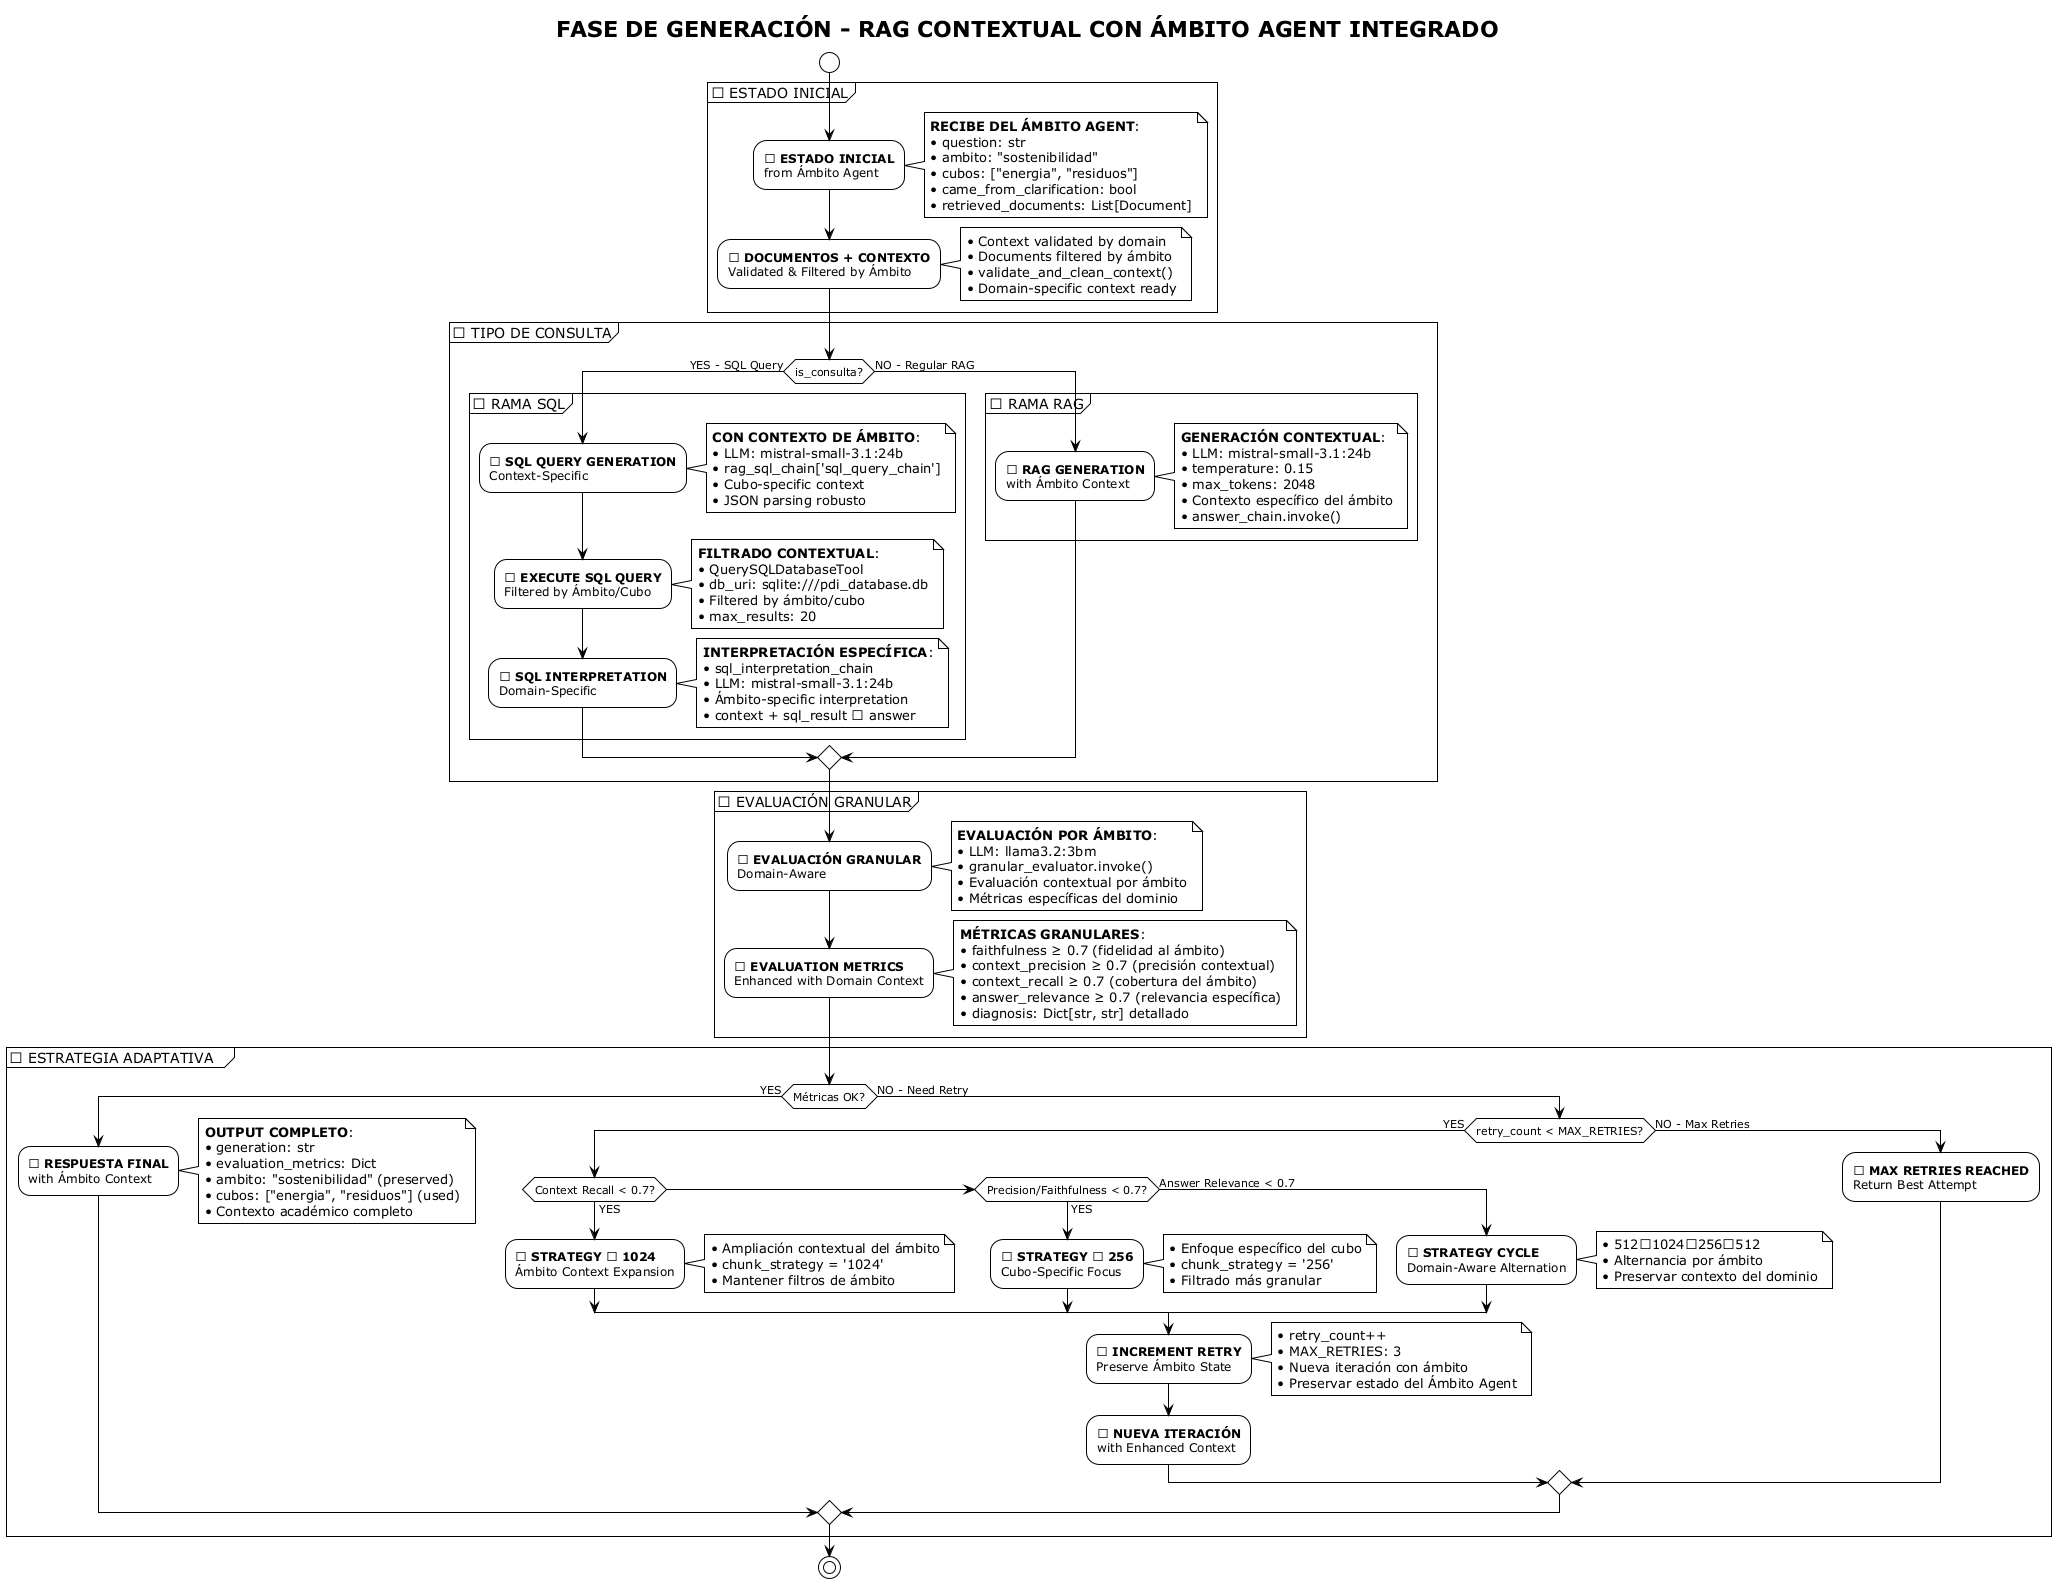 FASE DE GENERACIÓN - RAG CONTEXTUAL CON ÁMBITO AGENT INTEGRADO
□ ESTADO INICIAL
□ ESTADO INICIAL
from Ámbito Agent
RECIBE DEL ÁMBITO AGENT:
• question: str
• ambito: "sostenibilidad"
• cubos: ["energia", "residuos"]
• came_from_clarification: bool
• retrieved_documents: List[Document]
□ DOCUMENTOS + CONTEXTO
Validated & Filtered by Ámbito
• Context validated by domain
• Documents filtered by ámbito
• validate_and_clean_context()
• Domain-specific context ready
□ TIPO DE CONSULTA
YES - SQL Query
is_consulta?
NO - Regular RAG
□ RAMA SQL
□ SQL QUERY GENERATION
Context-Specific
CON CONTEXTO DE ÁMBITO:
• LLM: mistral-small-3.1:24b
• rag_sql_chain['sql_query_chain']
• Cubo-specific context
• JSON parsing robusto
□ EXECUTE SQL QUERY
Filtered by Ámbito/Cubo
FILTRADO CONTEXTUAL:
• QuerySQLDatabaseTool
• db_uri: sqlite:///pdi_database.db
• Filtered by ámbito/cubo
• max_results: 20
□ SQL INTERPRETATION
Domain-Specific
INTERPRETACIÓN ESPECÍFICA:
• sql_interpretation_chain
• LLM: mistral-small-3.1:24b
• Ámbito-specific interpretation
• context + sql_result □ answer
□ RAMA RAG
□ RAG GENERATION
with Ámbito Context
GENERACIÓN CONTEXTUAL:
• LLM: mistral-small-3.1:24b
• temperature: 0.15
• max_tokens: 2048
• Contexto específico del ámbito
• answer_chain.invoke()
□ EVALUACIÓN GRANULAR
□ EVALUACIÓN GRANULAR
Domain-Aware
EVALUACIÓN POR ÁMBITO:
• LLM: llama3.2:3bm
• granular_evaluator.invoke()
• Evaluación contextual por ámbito
• Métricas específicas del dominio
□ EVALUATION METRICS
Enhanced with Domain Context
MÉTRICAS GRANULARES:
• faithfulness ≥ 0.7 (fidelidad al ámbito)
• context_precision ≥ 0.7 (precisión contextual)
• context_recall ≥ 0.7 (cobertura del ámbito)
• answer_relevance ≥ 0.7 (relevancia específica)
• diagnosis: Dict[str, str] detallado
□ ESTRATEGIA ADAPTATIVA
YES
Métricas OK?
NO - Need Retry
□ RESPUESTA FINAL
with Ámbito Context
OUTPUT COMPLETO:
• generation: str
• evaluation_metrics: Dict
• ambito: "sostenibilidad" (preserved)
• cubos: ["energia", "residuos"] (used)
• Contexto académico completo
YES
retry_count < MAX_RETRIES?
NO - Max Retries
Context Recall < 0.7?
YES
□ STRATEGY □ 1024
Ámbito Context Expansion
• Ampliación contextual del ámbito
• chunk_strategy = '1024'
• Mantener filtros de ámbito
Precision/Faithfulness < 0.7?
YES
□ STRATEGY □ 256
Cubo-Specific Focus
• Enfoque específico del cubo
• chunk_strategy = '256'
• Filtrado más granular
Answer Relevance < 0.7
□ STRATEGY CYCLE
Domain-Aware Alternation
• 512□1024□256□512
• Alternancia por ámbito
• Preservar contexto del dominio
□ MAX RETRIES REACHED
Return Best Attempt
□ INCREMENT RETRY
Preserve Ámbito State
• retry_count++
• MAX_RETRIES: 3
• Nueva iteración con ámbito
• Preservar estado del Ámbito Agent
□ NUEVA ITERACIÓN
with Enhanced Context